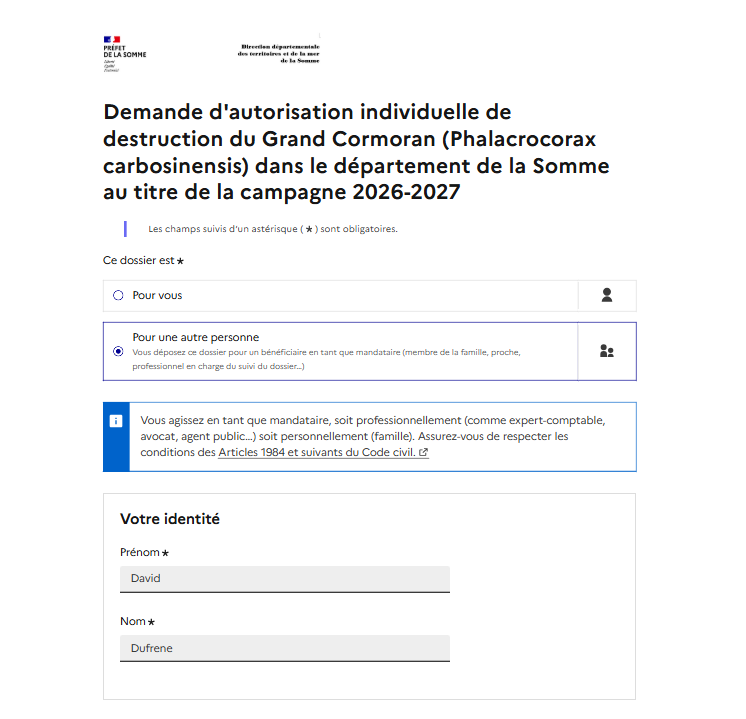 PRÉFET
DE LA SOMME
Liberté
Égalité
Fraternité
Direction départementale
des territoires et de la mer
de la Somme
Demande d'autorisation individuelle de
destruction du Grand Cormoran (Phalacrocorax
carbosinensis) dans le département de la Somme
au titre de la campagne 2026-2027
Les champs suivis d'un astérisque ( * ) sont obligatoires.
Ce dossier est *
Pour vous
Pour une autre personne
Vous déposez ce dossier pour un bénéficiaire en tant que mandataire (membre de la famille, proche,
professionnel en charge du suivi du dossier...)
Vous agissez en tant que mandataire, soit professionnellement (comme expert-comptable,
avocat, agent public...) soit personnellement (famille). Assurez-vous de respecter les
conditions des Articles 1984 et suivants du Code civil.
Votre identité
Prénom *
David
Nom *
Dufrene